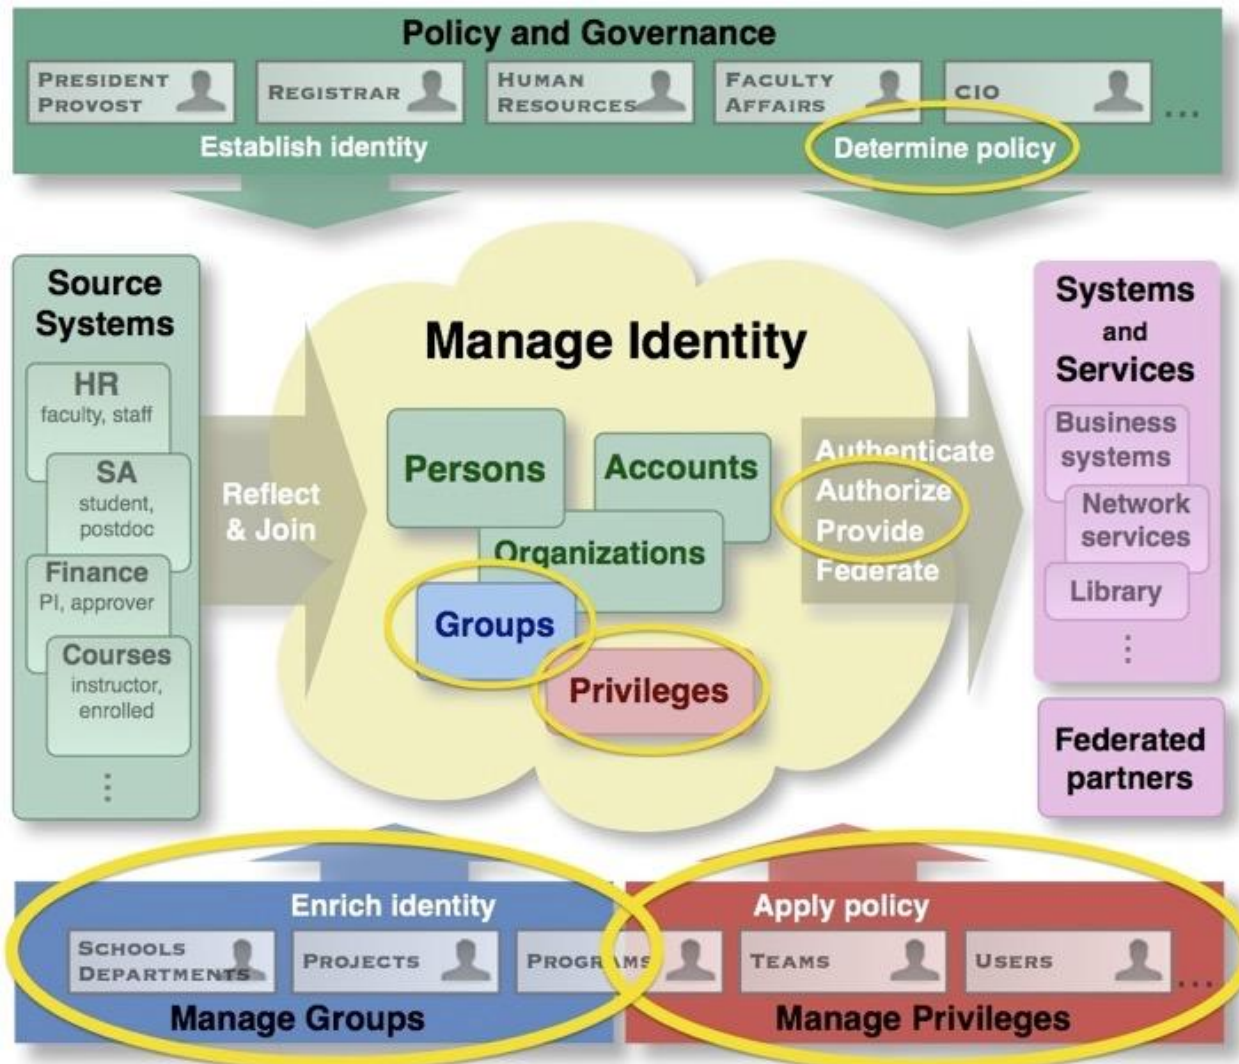 Policy and Governance
PRESIDENT
PROVOST
REGISTRAR
HUMAN
RESOURCES
FACULTY
AFFAIRS
CIO
...
Establish identity
Determine policy
Source
Systems
HR
faculty, staff
SA
student,
postdoc
Finance
PI, approver
Courses
instructor,
enrolled
⋮
Reflect
& Join
Manage Identity
Persons
Accounts
Organizations
Groups
Privileges
Authenticate
Authorize
Provide
Federate
Systems
and
Services
Business
systems
Network
services
Library
⋮
Federated
partners
Enrich identity
SCHOOLS
DEPARTMENTS
PROJECTS
PROGRAMS
Manage Groups
Apply policy
TEAMS
USERS
...
Manage Privileges